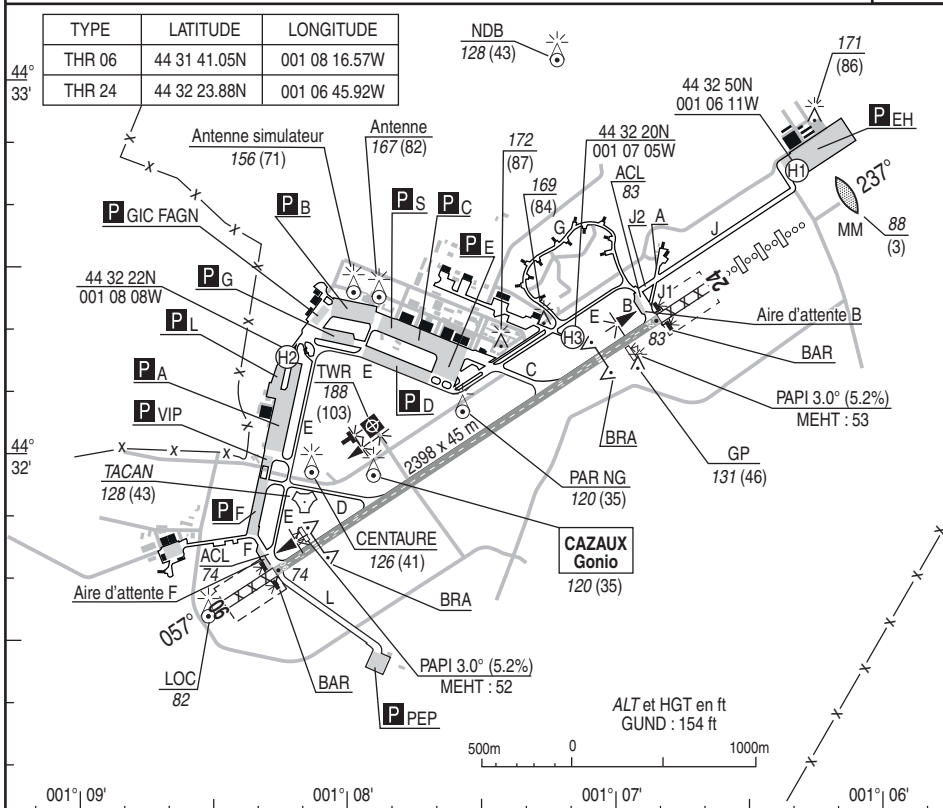 TYPE LATITUDE LONGITUDE
THR 06 44 31 41.05N 001 08 16.57W
THR 24 44 32 23.88N 001 06 45.92W
44°
33'
NDB
128 (43)
171
(86)
44 32 50N
001 06 11W
P EH
H1
237°
MM
88
(3)
Antenne simulateur
156 (71)
Antenne
167 (82)
172
(87)
169
(84)
44 32 20N
001 07 05W
ACL
83
J2
A
J
G
P GIC FAGN
P B
P S
P C
P E
44 32 22N
001 08 08W
P G
P L
H2
P A
P VIP
TWR
188
(103)
E
P D
C
H3
E
B
J1
24
83
Aire d'attente B
BAR
PAPI 3.0° (5.2%)
MEHT : 53
GP
131 (46)
BRA
PAR NG
120 (35)
2398 x 45 m
44°
32'
E
TACAN
128 (43)
P F
E
D
CENTAURE
126 (41)
CAZAUX
Gonio
120 (35)
ACL
74
F
74
Aire d'attente F
06
057°
BRA
L
LOC
82
BAR
PAPI 3.0° (5.2%)
MEHT : 52
P PEP
ALT et HGT en ft
GUND : 154 ft
500m 0 1000m
001° 09' 001° 08' 001° 07' 001° 06'